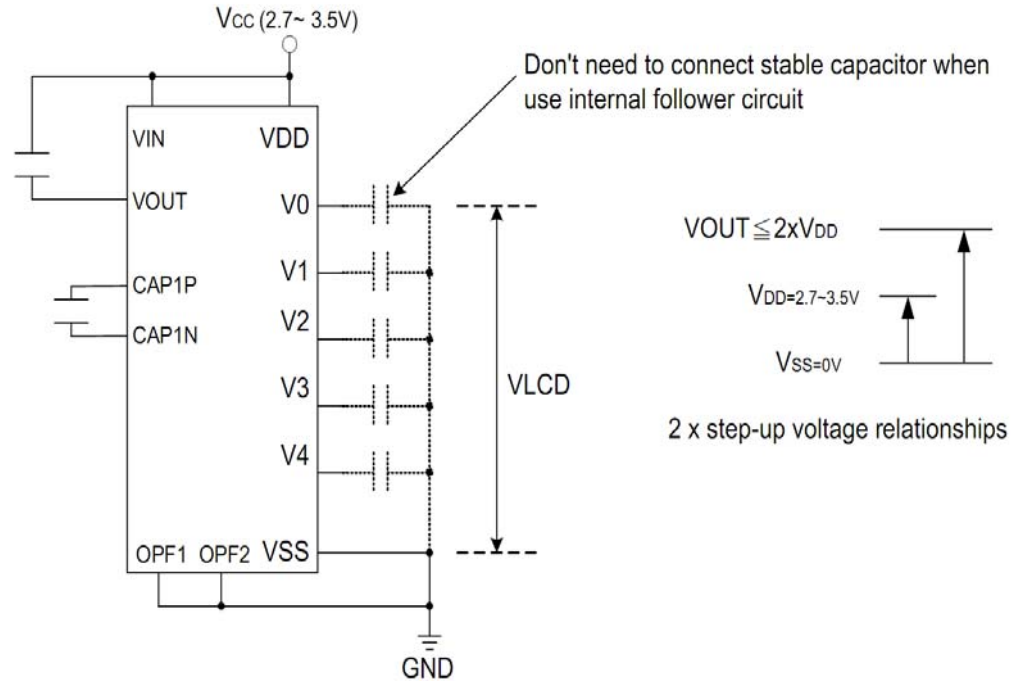 VCC (2.7~ 3.5V)
Don't need to connect stable capacitor when
use internal follower circuit
VIN
VDD
VOUT
V0
CAP1P
V1
CAP1N
V2
V3
V4
OPF1 OPF2 VSS
GND
VLCD
VOUT≦2xVDD
VDD=2.7~3.5V
VSS=0V
2 x step-up voltage relationships